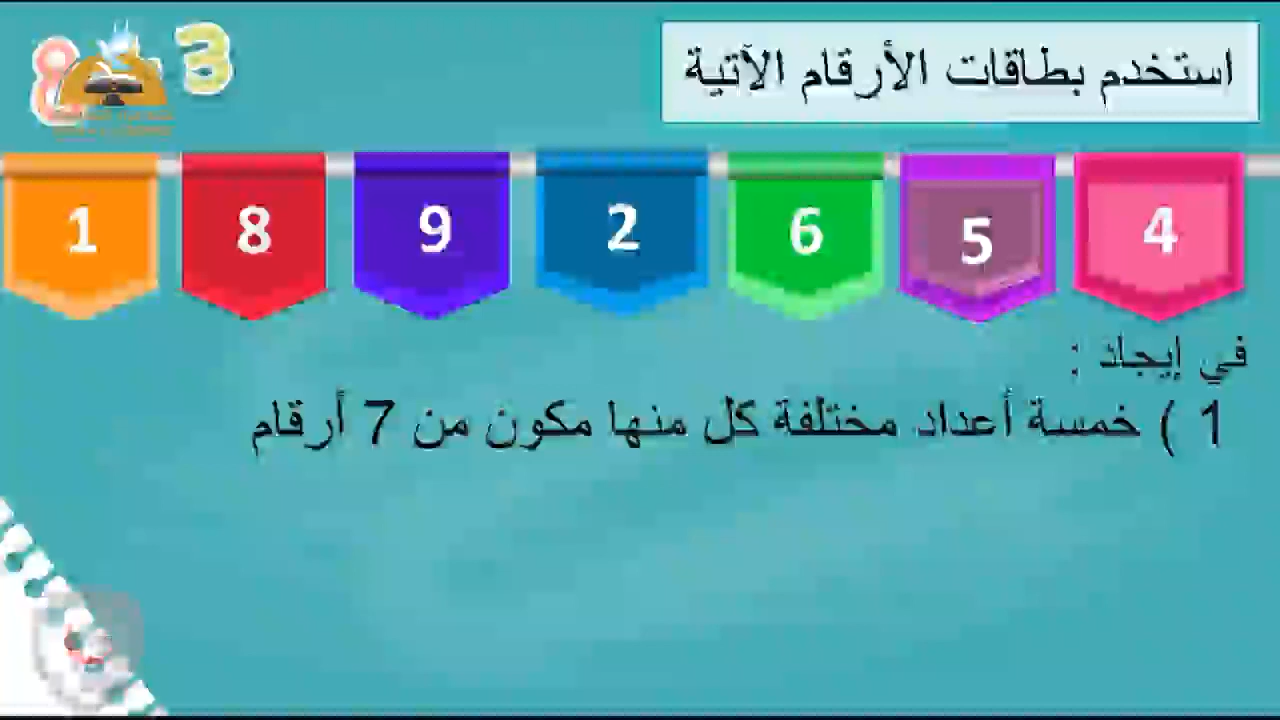 3
استخدم بطاقات الأرقام الآتية
1 8 9 2 6 5 4
في إيجاد :
1 ) خمسة أعداد مختلفة كل منها مكون من 7 أرقام